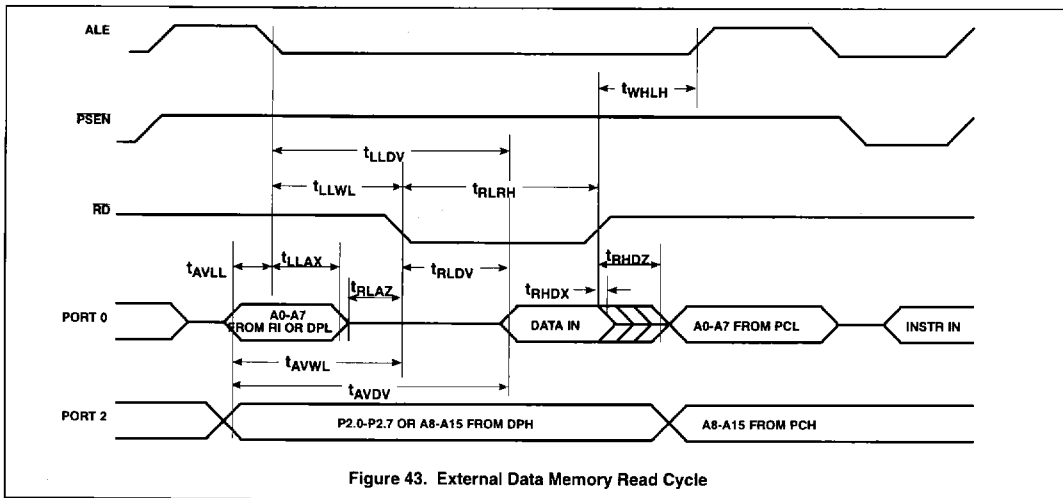 ALE
tWHLH
PSEN
tLLDV
tLLWL
tRLRH
RD
tAVLL
tLLAX
tRLDV
tRHDZ
tRLAZ
tRHDX
PORT 0
A0-A7
FROM RI OR DPL
DATA IN
A0-A7 FROM PCL
INSTR IN
tAVWL
tAVDV
PORT 2
P2.0-P2.7 OR A8-A15 FROM DPH
A8-A15 FROM PCH
Figure 43. External Data Memory Read Cycle